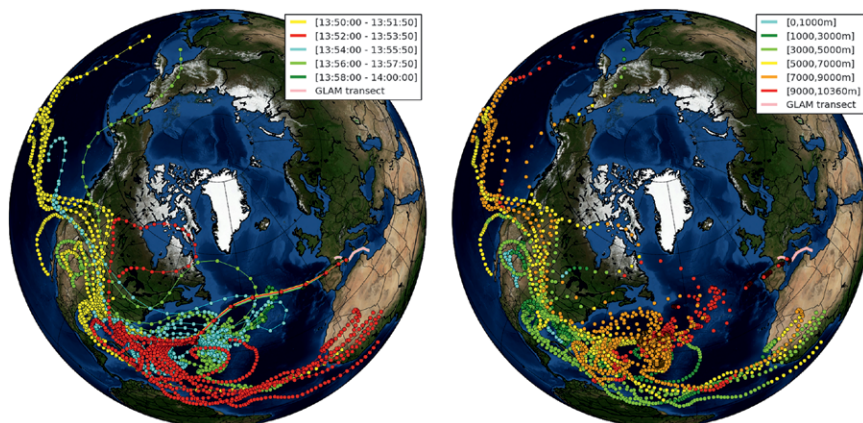 [13:50:00 - 13:51:50]
[13:52:00 - 13:53:50]
[13:54:00 - 13:55:50]
[13:56:00 - 13:57:50]
[13:58:00 - 14:00:00]
GLAM transect
[0,1000m]
[1000,3000m]
[3000,5000m]
[5000,7000m]
[7000,9000m]
[9000,10360m]
GLAM transect